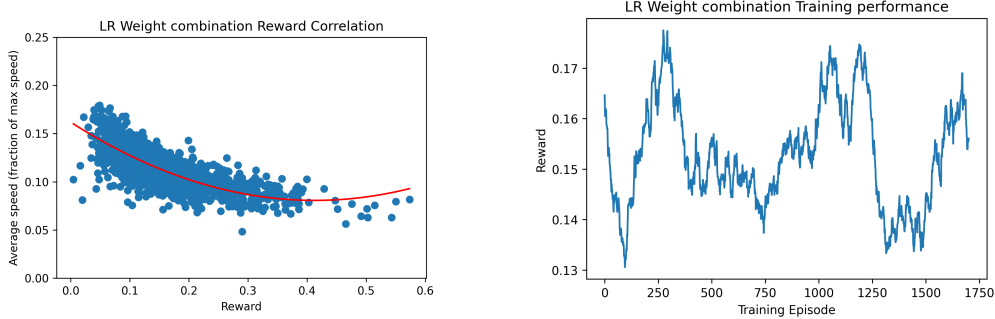 LR Weight combination Reward Correlation
0.25
0.20
0.15
0.10
0.05
0.00
Average speed (fraction of max speed)
0.0 0.1 0.2 0.3 0.4 0.5 0.6
Reward
LR Weight combination Training performance
0.17
0.16
0.15
0.14
0.13
Reward
0 250 500 750 1000 1250 1500 1750
Training Episode